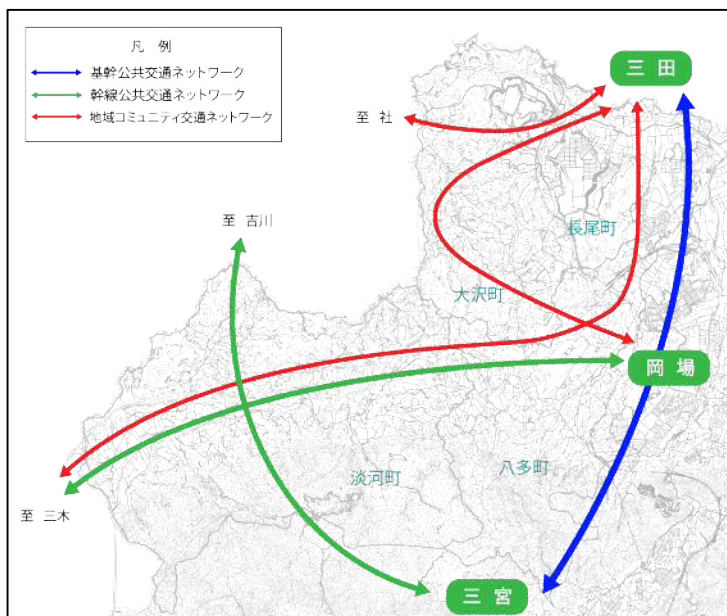 凡 例
基幹公共交通ネットワーク
幹線公共交通ネットワーク
地域コミュニティ交通ネットワーク
三 田
至 社
長尾町
至 吉川
大沢町
岡 場
淡河町
八多町
至 三木
三 宮